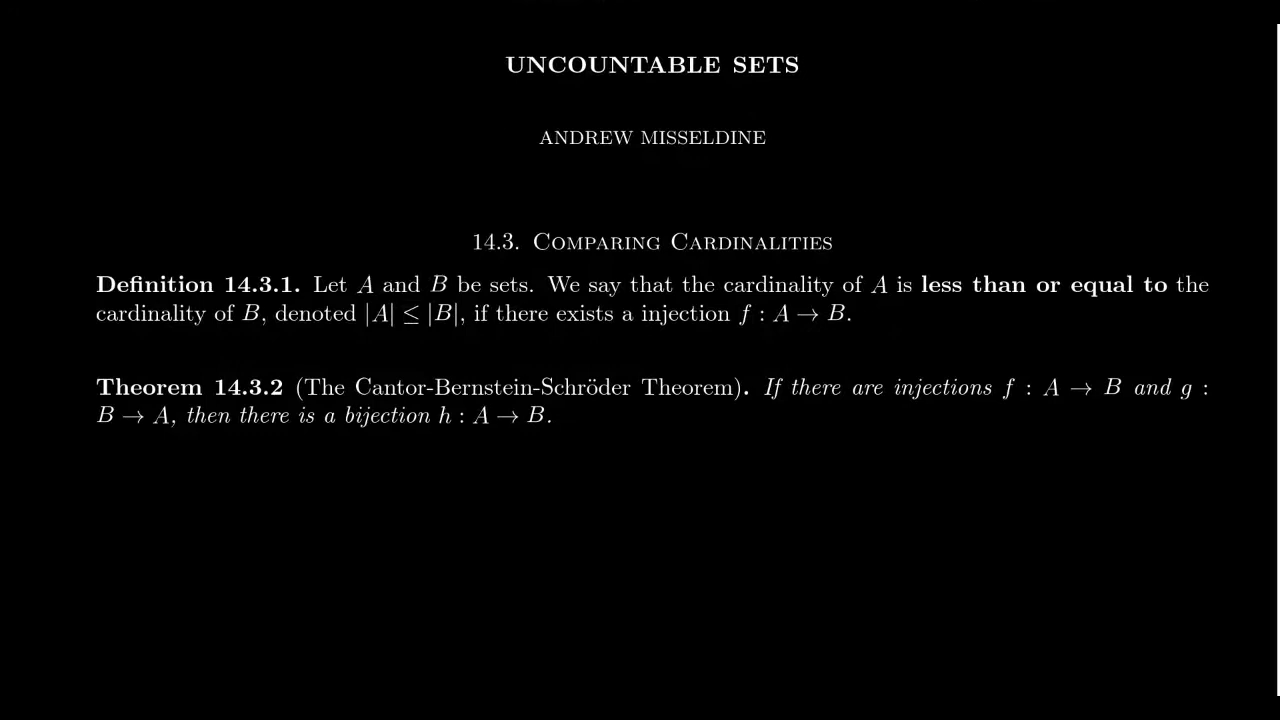 UNCOUNTABLE SETS
ANDREW MISSELDINE
14.3. Comparing Cardinalities
Definition 14.3.1. Let A and B be sets. We say that the cardinality of A is less than or equal to the
cardinality of B, denoted |A| ≤ |B|, if there exists a injection f : A → B.
Theorem 14.3.2 (The Cantor-Bernstein-Schröder Theorem). If there are injections f : A → B and g :
B → A, then there is a bijection h : A → B.